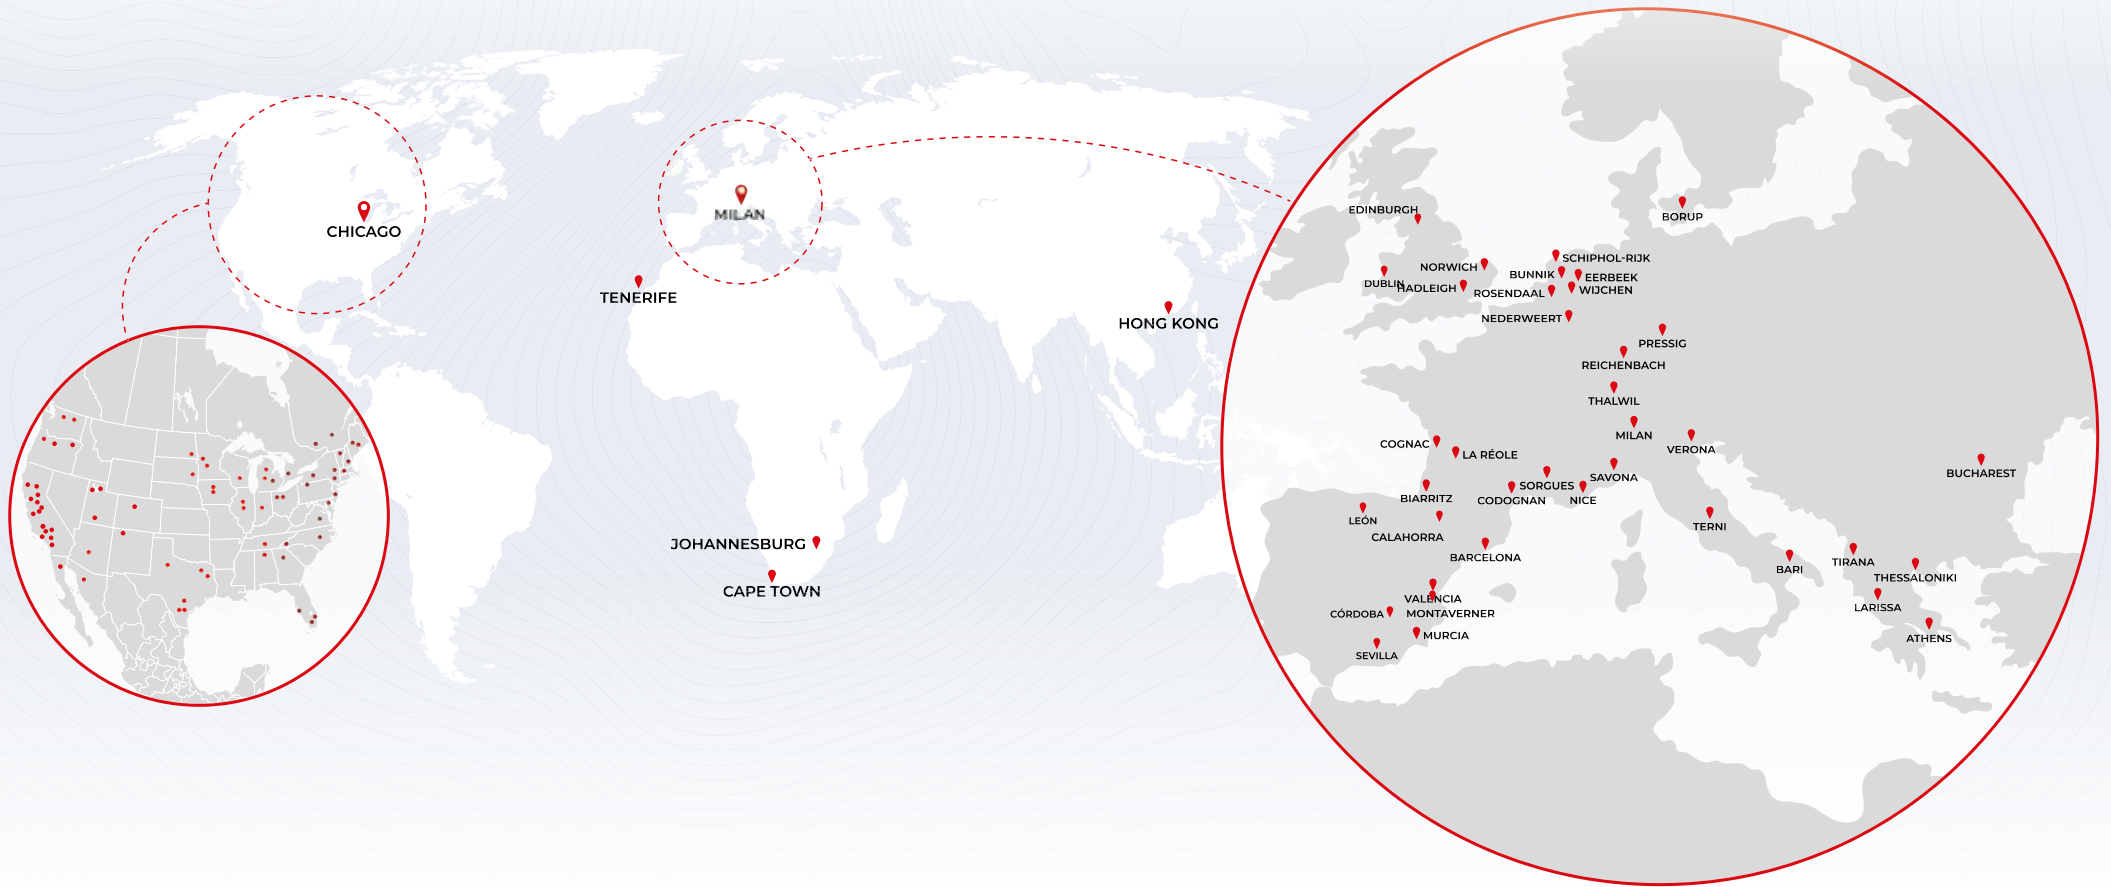 CHICAGO
MILAN
TENERIFE
HONG KONG
JOHANNESBURG
CAPE TOWN
BORUP
EDINBURGH
DUBLIN
NORWICH
HADLEIGH
SCHIPHOL-RIJK
BUNNIK
EERBEEK
ROSENDAAL
WIJCHEN
NEDERWEERT
PRESSIG
REICHENBACH
THALWIL
MILAN
VERONA
COGNAC
LA RÉOLE
SAVONA
SORGUES
BIARRITZ
CODOGNAN
NICE
BUCHAREST
LEÓN
CALAHORRA
TERNI
BARCELONA
BARI
TIRANA
THESSALONIKI
VALENCIA
LARISSA
CÓRDOBA
MONTAVERNER
MURCIA
ATHENS
SEVILLA